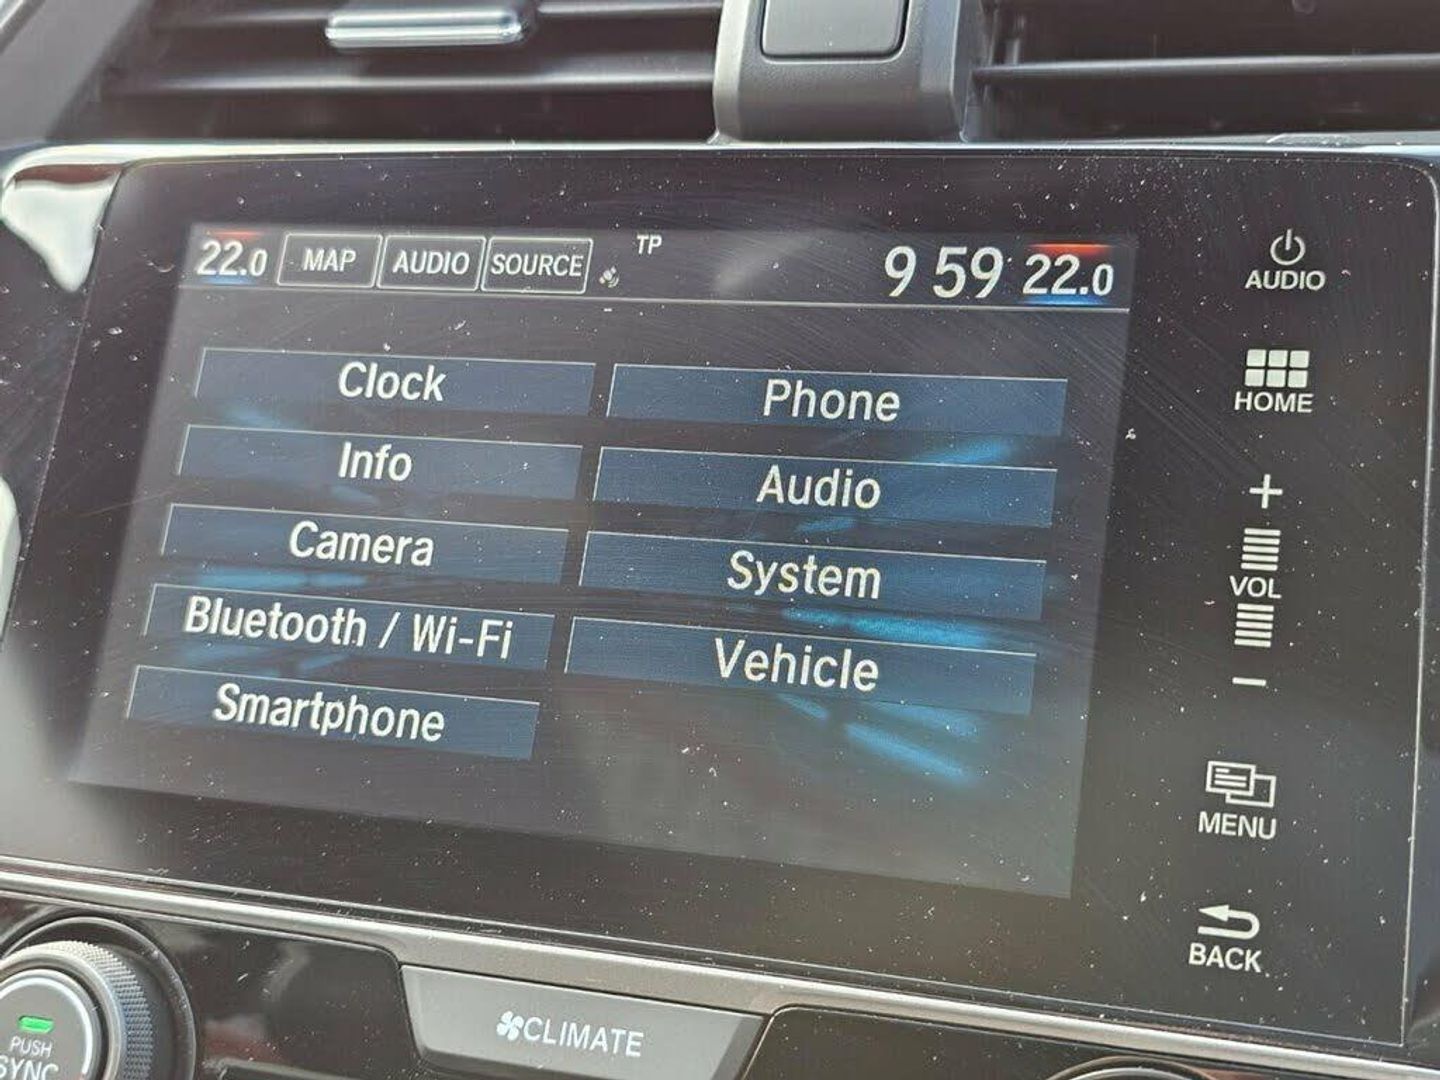 22.0 MAP AUDIO SOURCE TP 9 59 22.0
Clock Phone
Info Audio
Camera System
Bluetooth / Wi-Fi Vehicle
Smartphone
AUDIO
HOME
+
VOL
−
MENU
BACK
CLIMATE
PUSH
SYNC